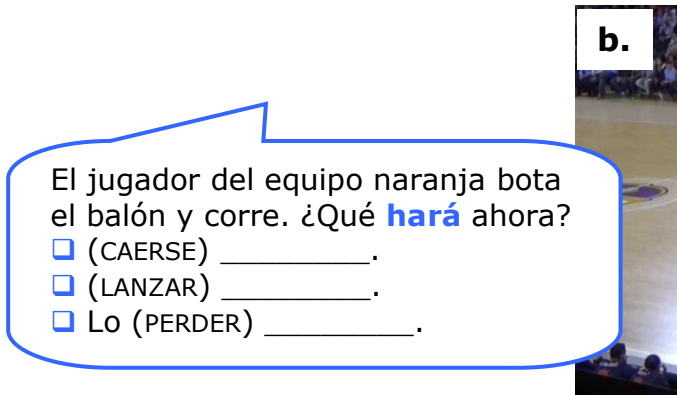 b.
El jugador del equipo naranja bota
el balón y corre. ¿Qué hará ahora?
❑ (CAERSE) _________.
❑ (LANZAR) _________.
❑ Lo (PERDER) _________.